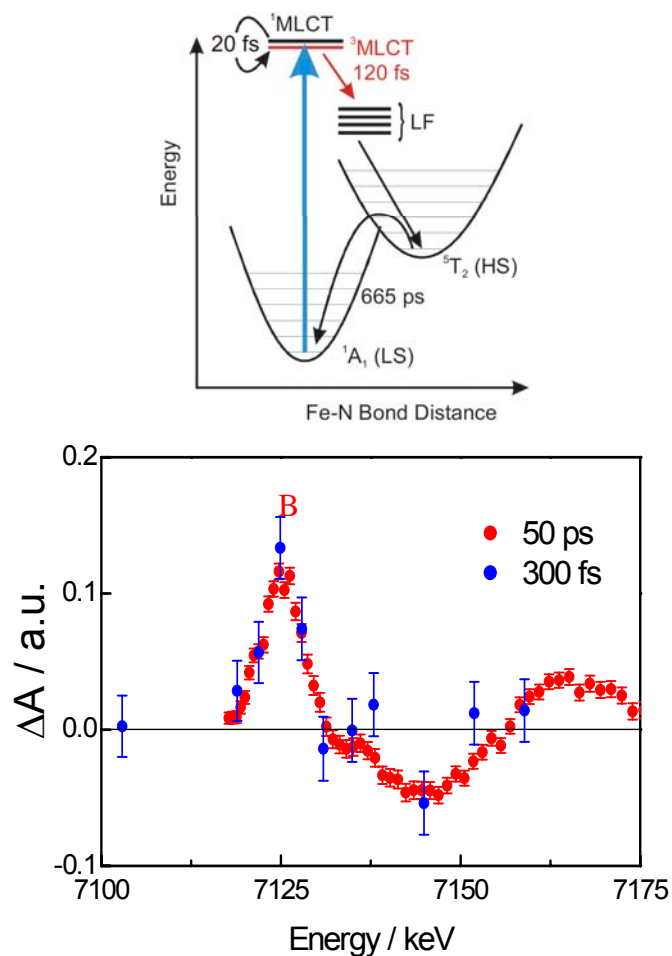 ¹MLCT
20 fs
³MLCT
120 fs
LF
Energy
⁵T₂ (HS)
665 ps
¹A₁ (LS)
Fe-N Bond Distance
0.2
B
50 ps
300 fs
0.1
ΔA / a.u.
0.0
-0.1
7100
7125
7150
7175
Energy / keV